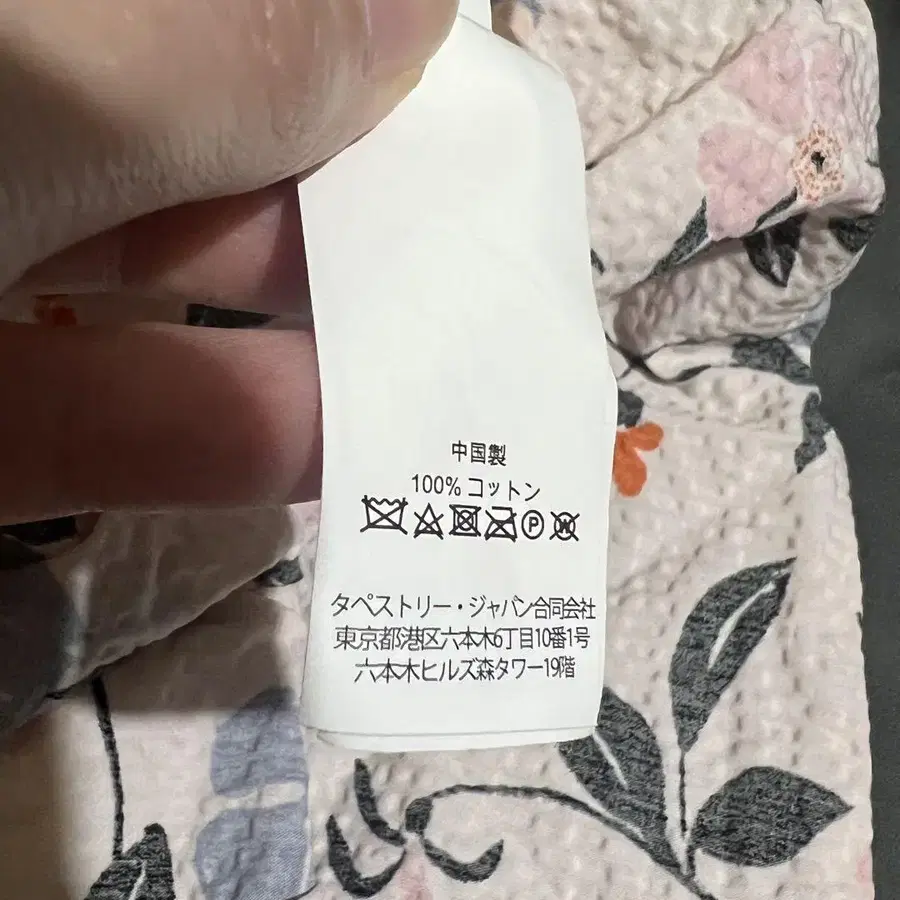 中国製
100% コットン
P W
タペストリー・ジャパン合同会社
東京都港区六本木6丁目10番1号
六本木ヒルズ森タワー19階